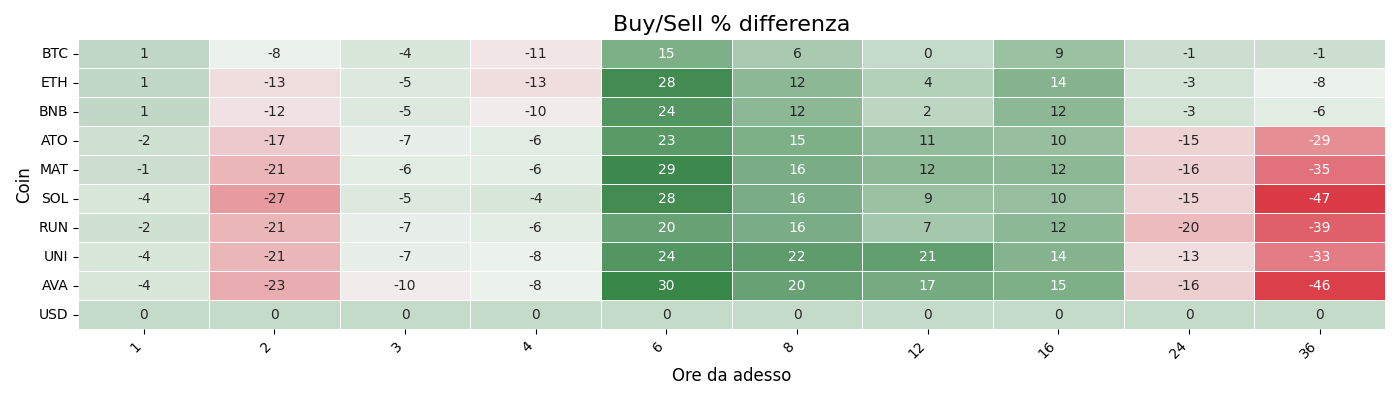 Buy/Sell % differenza
Coin
BTC 1 -8 -4 -11 15 6 0 9 -1 -1
ETH 1 -13 -5 -13 28 12 4 14 -3 -8
BNB 1 -12 -5 -10 24 12 2 12 -3 -6
ATO -2 -17 -7 -6 23 15 11 10 -15 -29
MAT -1 -21 -6 -6 29 16 12 12 -16 -35
SOL -4 -27 -5 -4 28 16 9 10 -15 -47
RUN -2 -21 -7 -6 20 16 7 12 -20 -39
UNI -4 -21 -7 -8 24 22 21 14 -13 -33
AVA -4 -23 -10 -8 30 20 17 15 -16 -46
USD 0 0 0 0 0 0 0 0 0 0
1 2 3 4 6 8 12 16 24 36
Ore da adesso